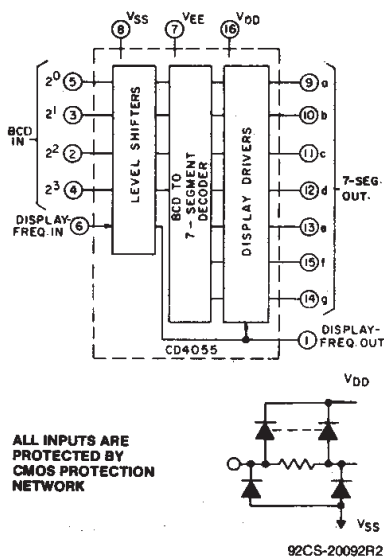 VSS VEE VDD
8 7 16
2⁰ 5
2¹ 3
2² 2
2³ 4
BCD
IN
DISPLAY-
FREQ. IN 6
LEVEL SHIFTERS
BCD TO
7-SEGMENT
DECODER
DISPLAY DRIVERS
9 a
10 b
11 c
12 d
13 e
15 f
14 g
7-SEG.
OUT.
1 DISPLAY-
FREQ. OUT
CD4055
ALL INPUTS ARE
PROTECTED BY
CMOS PROTECTION
NETWORK
VDD
VSS
92CS-20092R2